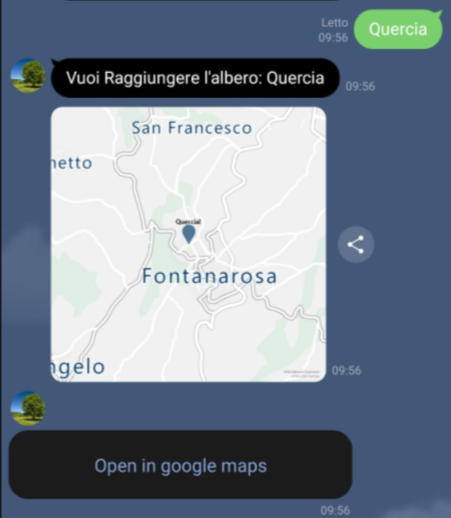 Letto
09:56
Quercia
Vuoi Raggiungere l'albero: Quercia
09:56
San Francesco
netto
Quercia!
Fontanarosa
ngelo
09:56
Open in google maps
09:56